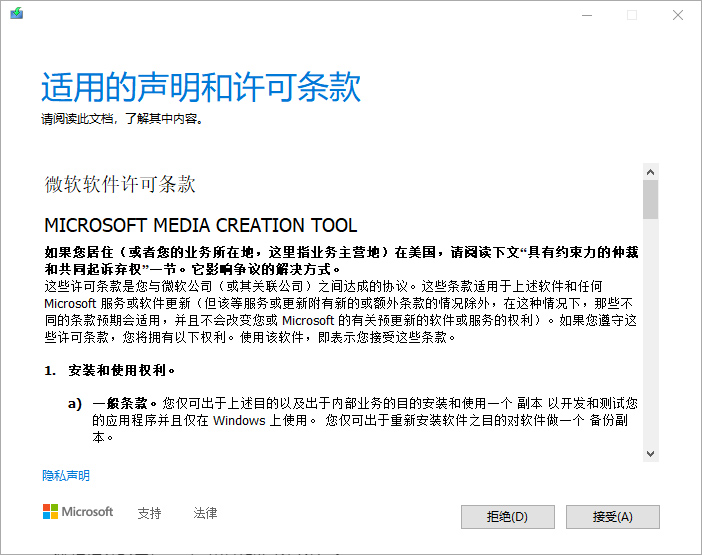 适用的声明和许可条款
请阅读此文档，了解其中内容。
微软软件许可条款
MICROSOFT MEDIA CREATION TOOL
如果您居住（或者您的业务所在地，这里指业务主营地）在美国，请阅读下文“具有约束力的仲裁
和共同起诉弃权”一节。它影响争议的解决方式。
这些许可条款是您与微软公司（或其关联公司）之间达成的协议。这些条款适用于上述软件和任何
Microsoft 服务或软件更新（但该等服务或更新附有新的或额外条款的情况除外，在这种情况下，那些不
同的条款预期会适用，并且不会改变您或 Microsoft 的有关预更新的软件或服务的权利）。如果您遵守这
些许可条款，您将拥有以下权利。使用该软件，即表示您接受这些条款。
1. 安装和使用权利。
a) 一般条款。您仅可出于上述目的以及出于内部业务的目的安装和使用一个 副本 以开发和测试您
的应用程序并且仅在 Windows 上使用。 您仅可出于重新安装软件之目的对软件做一个 备份副
本。
隐私声明
Microsoft 支持 法律 拒绝(D) 接受(A)